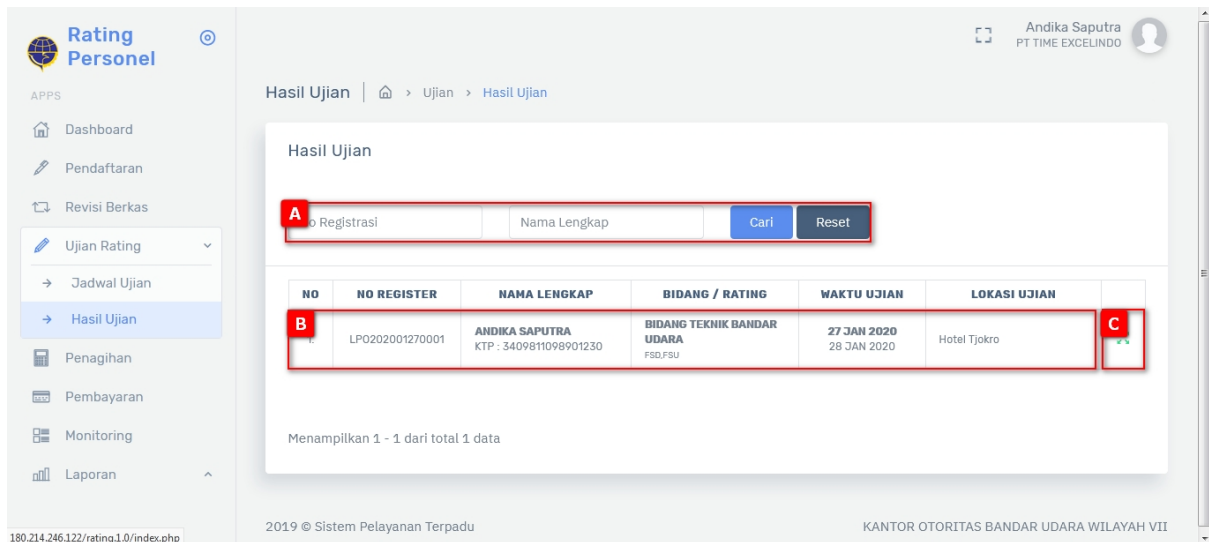 Rating
Personel
Andika Saputra
PT TIME EXCELINDO
APPS
Dashboard
Pendaftaran
Revisi Berkas
Ujian Rating
Jadwal Ujian
Hasil Ujian
Penagihan
Pembayaran
Monitoring
Laporan
180.214.246.122/rating.1.0/index.php
Hasil Ujian > Ujian > Hasil Ujian
Hasil Ujian
A
o Registrasi Nama Lengkap Cari Reset
NO NO REGISTER NAMA LENGKAP BIDANG / RATING WAKTU UJIAN LOKASI UJIAN
B LP0202001270001 ANDIKA SAPUTRA BIDANG TEKNIK BANDAR 27 JAN 2020 Hotel Tjokro C
KTP : 3409811098901230 UDARA 28 JAN 2020
FSD,FSU
Menampilkan 1 - 1 dari total 1 data
2019 © Sistem Pelayanan Terpadu KANTOR OTORITAS BANDAR UDARA WILAYAH VII